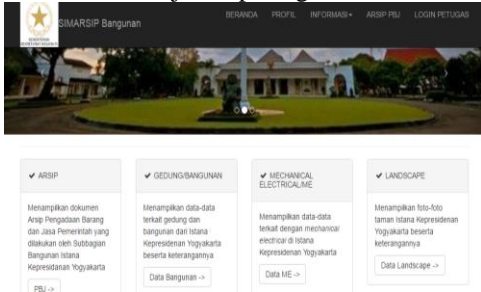 SIMARSIP Bangunan
BERANDA PROFIL INFORMASI ARSIP PBJ LOGIN PETUGAS
ARSIP
Menampilkan dokumen
Arsip Pengadaan Barang
dan Jasa Pemerintah yang
dilakukan oleh Subbagian
Bangunan Istana
Kepresidenan Yogyakarta
PBJ ->
GEDUNG/BANGUNAN
Menampilkan data-data
terkait gedung dan
bangunan dari Istana
Kepresidenan Yogyakarta
beserta keterangannya
Data Bangunan ->
MECHANICAL
ELECTRICAL/ME
Menampilkan data-data
terkait dengan mechanical
electrical di Istana
Kepresidenan Yogyakarta
Data ME ->
LANDSCAPE
Menampilkan foto-foto
taman Istana Kepresidenan
Yogyakarta beserta
keterangannya
Data Landscape ->